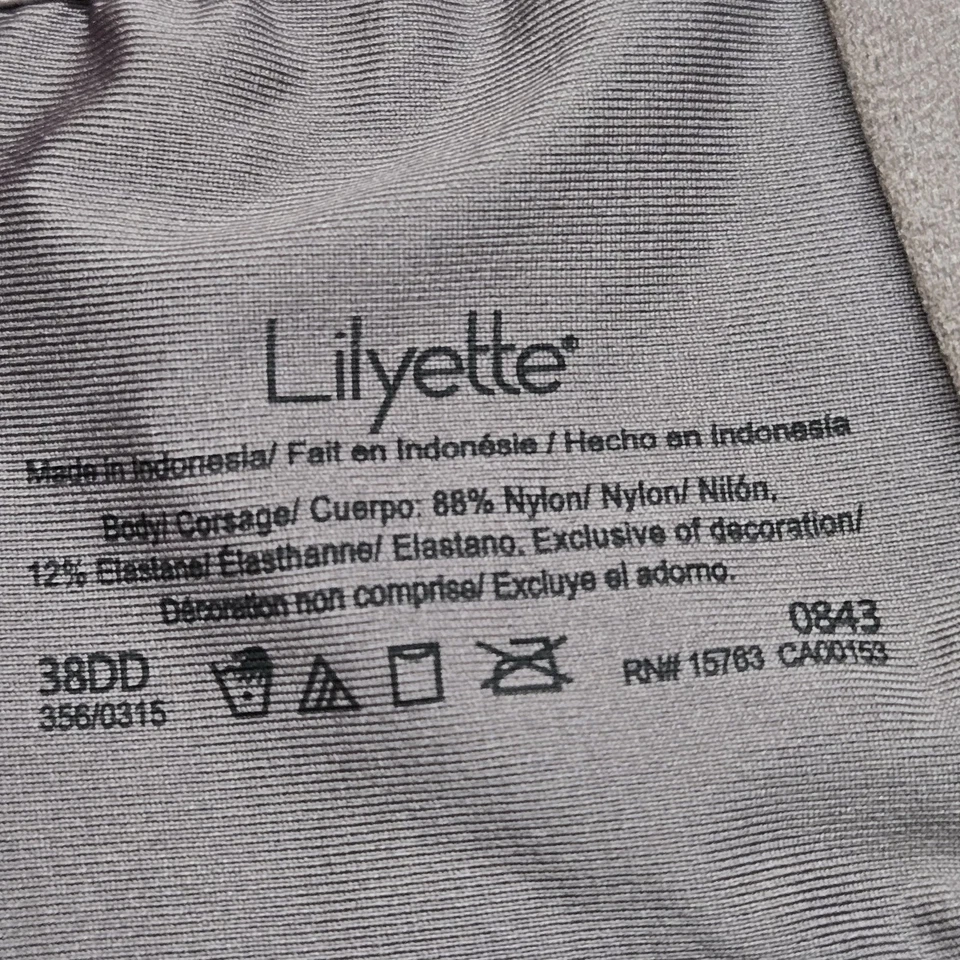 Lilyette®
Made in Indonesia/ Fait en Indonésie / Hecho en Indonesia
Body/ Corsage/ Cuerpo: 88% Nylon/ Nylon/ Nilón,
12% Elastane/ Élasthanne/ Elastano. Exclusive of decoration/
Décoration non comprise/ Excluye el adorno.
0843
38DD
RN# 15763 CA00153
356/0315